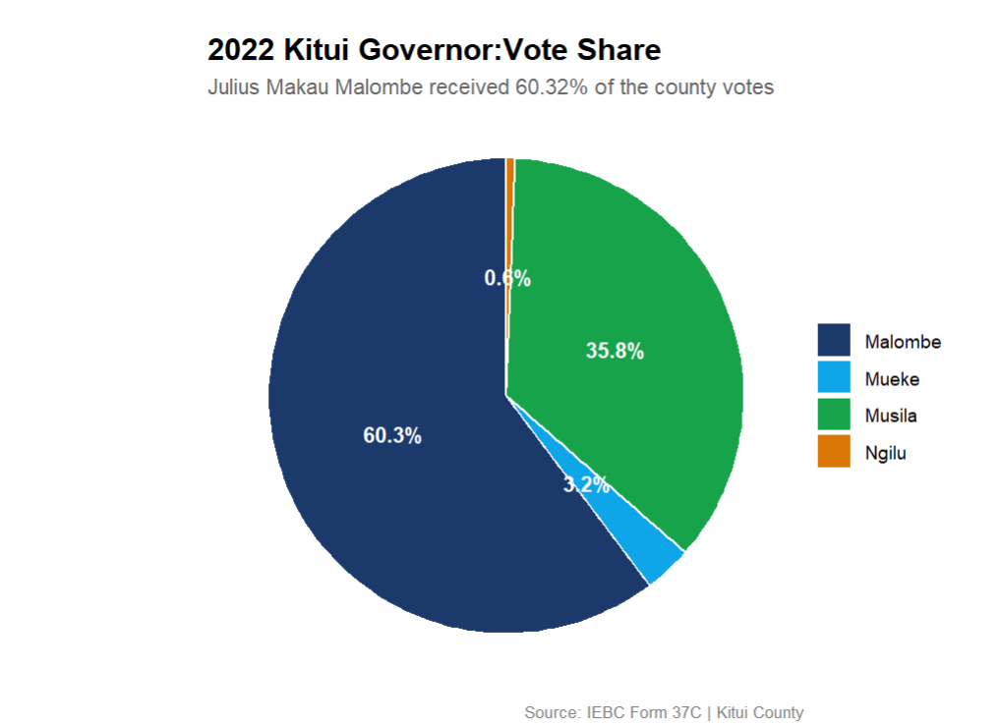 2022 Kitui Governor:Vote Share
Julius Makau Malombe received 60.32% of the county votes
0.6%
35.8%
60.3%
3.2%
Malombe
Mueke
Musila
Ngilu
Source: IEBC Form 37C | Kitui County